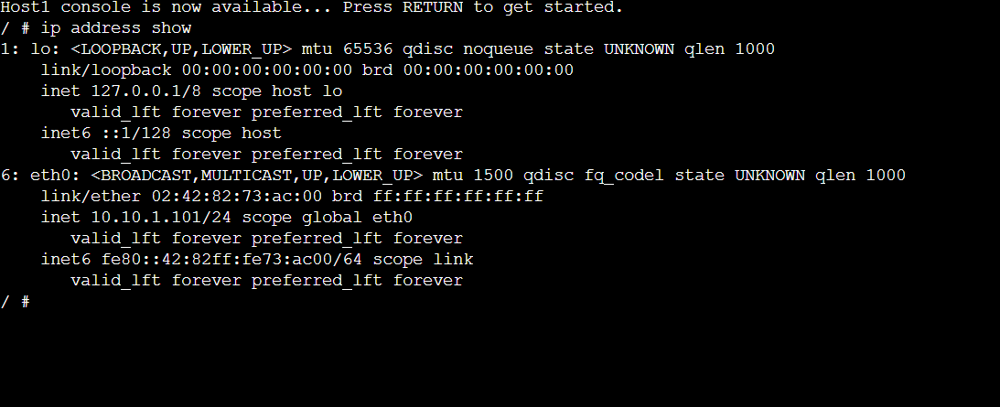 Host1 console is now available... Press RETURN to get started.
/ # ip address show
1: lo: <LOOPBACK,UP,LOWER_UP> mtu 65536 qdisc noqueue state UNKNOWN qlen 1000
    link/loopback 00:00:00:00:00:00 brd 00:00:00:00:00:00
    inet 127.0.0.1/8 scope host lo
       valid_lft forever preferred_lft forever
    inet6 ::1/128 scope host
       valid_lft forever preferred_lft forever
6: eth0: <BROADCAST,MULTICAST,UP,LOWER_UP> mtu 1500 qdisc fq_codel state UNKNOWN qlen 1000
    link/ether 02:42:82:73:ac:00 brd ff:ff:ff:ff:ff:ff
    inet 10.10.1.101/24 scope global eth0
       valid_lft forever preferred_lft forever
    inet6 fe80::42:82ff:fe73:ac00/64 scope link
       valid_lft forever preferred_lft forever
/ #